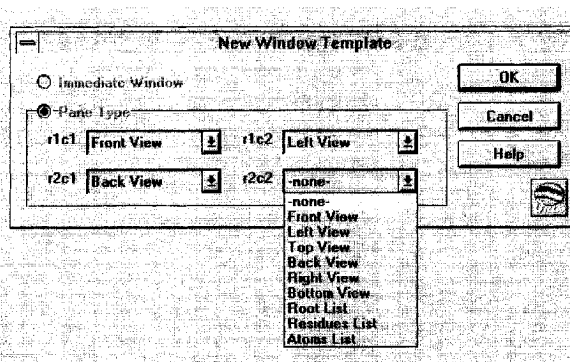 New Window Template
Immediate Window
OK
Pane Type
Cancel
r1c1 Front View r1c2 Left View
Help
r2c1 Back View r2c2 -none-
-none-
Front View
Left View
Top View
Back View
Right View
Bottom View
Root List
Residues List
Atoms List